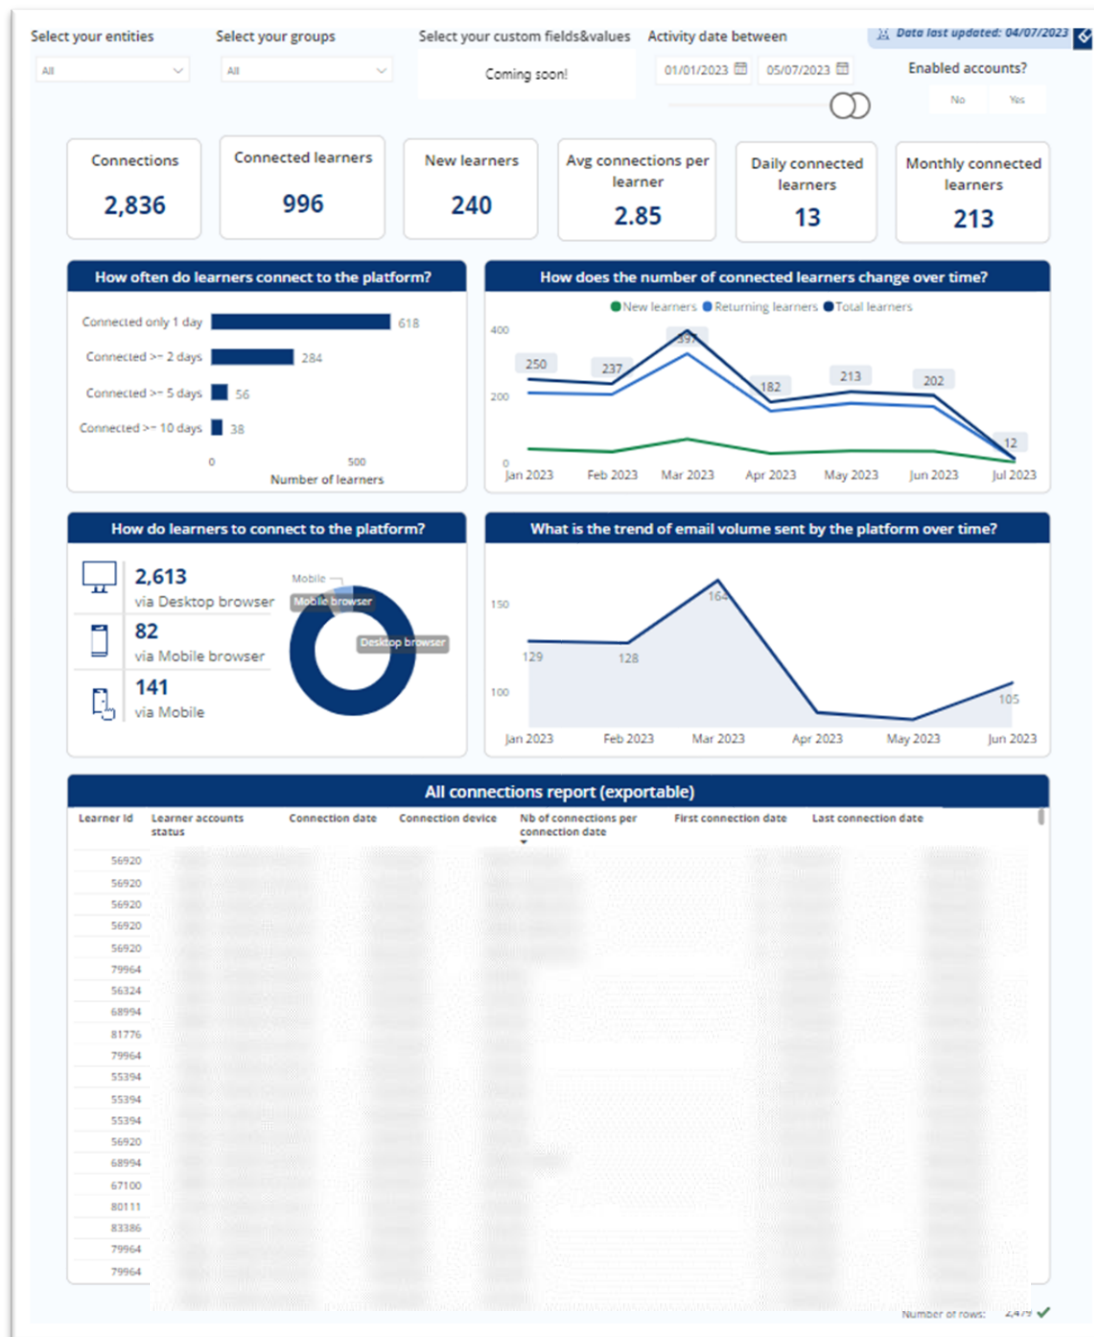 Select your entities
Select your groups
Select your custom fields&values
Activity date between
Data last updated: 04/07/2023
All
All
Coming soon!
01/01/2023
05/07/2023
Enabled accounts?
No
Yes
Connections
2,836
Connected learners
996
New learners
240
Avg connections per
learner
2.85
Daily connected
learners
13
Monthly connected
learners
213
How often do learners connect to the platform?
Connected only 1 day
618
Connected >= 2 days
284
Connected >= 5 days
56
Connected >= 10 days
38
0
500
Number of learners
How does the number of connected learners change over time?
New learners
Returning learners
Total learners
400
200
0
250
237
397
182
213
202
12
Jan 2023
Feb 2023
Mar 2023
Apr 2023
May 2023
Jun 2023
Jul 2023
How do learners to connect to the platform?
2,613
via Desktop browser
82
via Mobile browser
141
via Mobile
Mobile
Mobile browser
Desktop browser
What is the trend of email volume sent by the platform over time?
150
100
129
128
164
105
Jan 2023
Feb 2023
Mar 2023
Apr 2023
May 2023
Jun 2023
All connections report (exportable)
Learner Id
Learner accounts
status
Connection date
Connection device
Nb of connections per
connection date
First connection date
Last connection date
56920
56920
56920
56920
56920
79964
56324
68994
81776
79964
55394
55394
55394
56920
68994
67100
80111
83386
79964
79964
Number of rows: 2,479